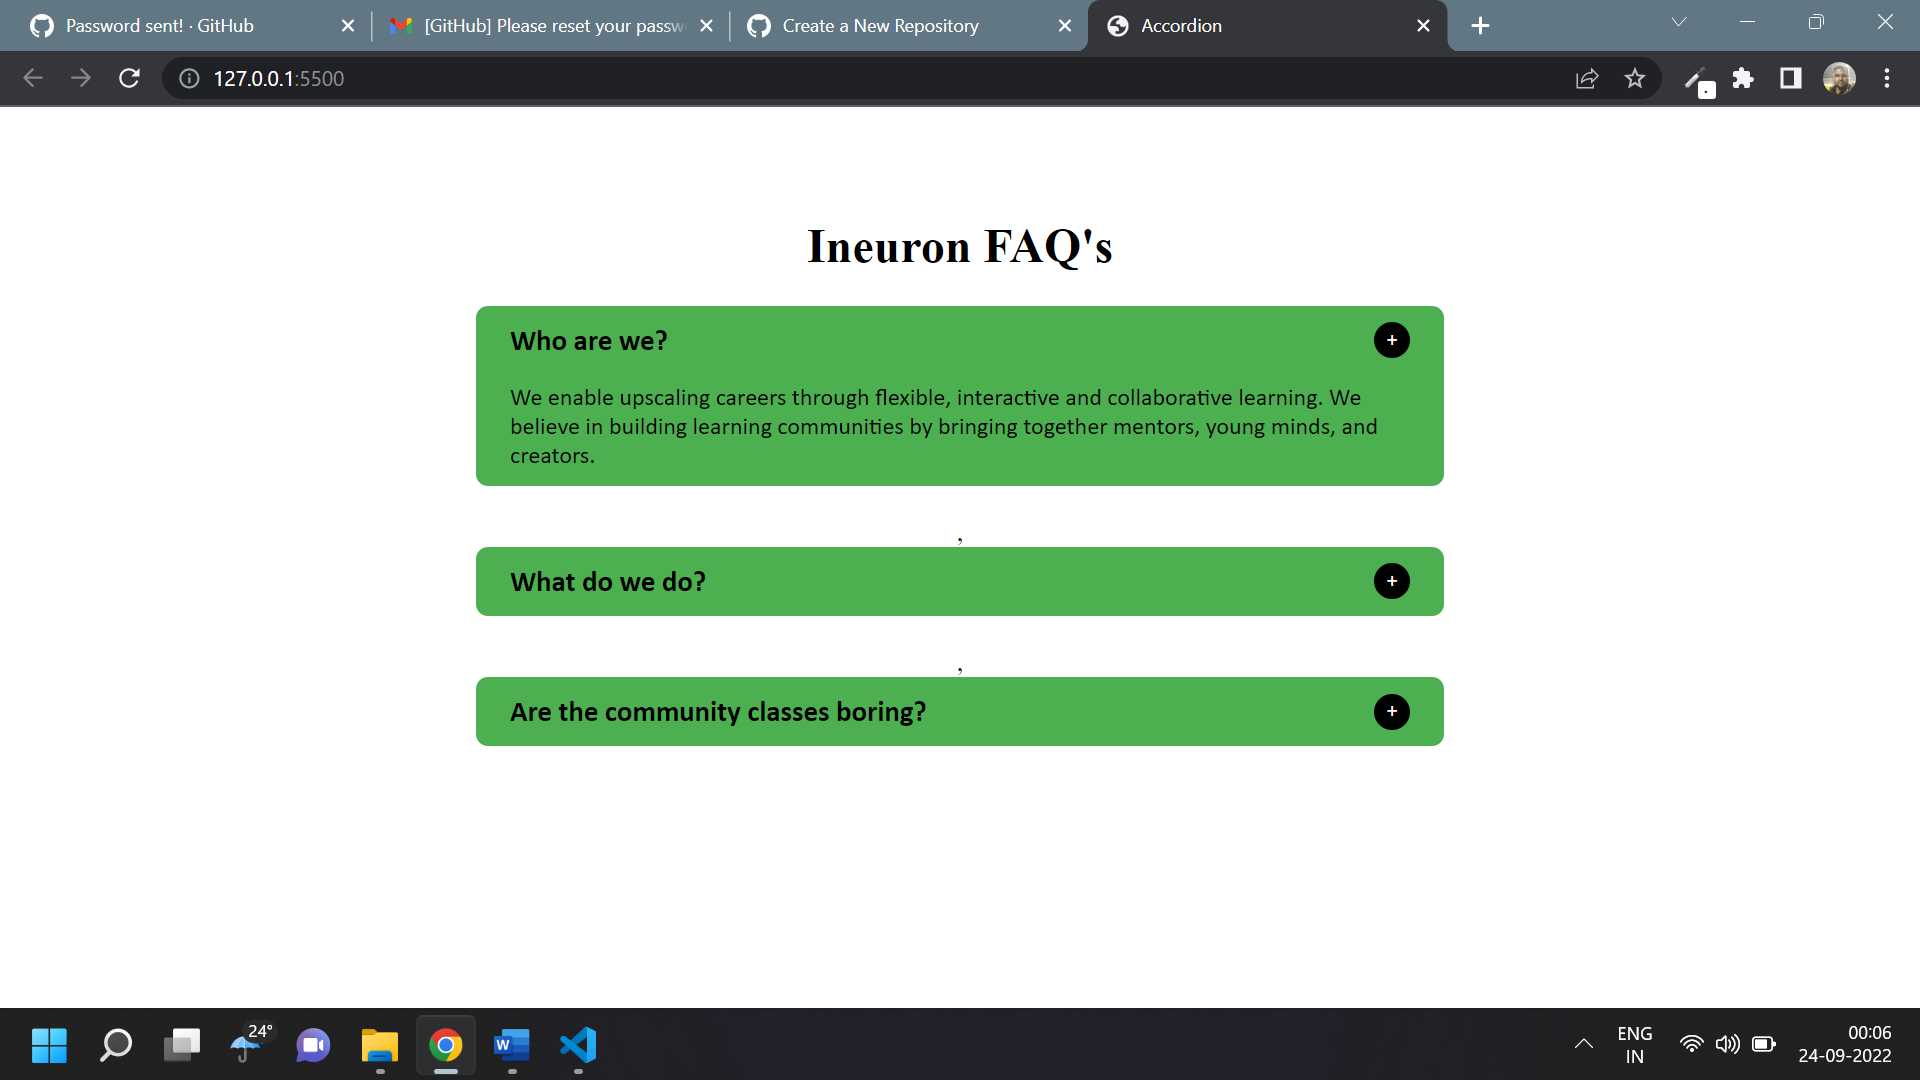 Password sent! · GitHub
[GitHub] Please reset your passw
Create a New Repository
Accordion
127.0.0.1:5500
Ineuron FAQ's
Who are we?
+
We enable upscaling careers through flexible, interactive and collaborative learning. We
believe in building learning communities by bringing together mentors, young minds, and
creators.
,
What do we do?
+
,
Are the community classes boring?
+
24°
W
ENG
IN
00:06
24-09-2022